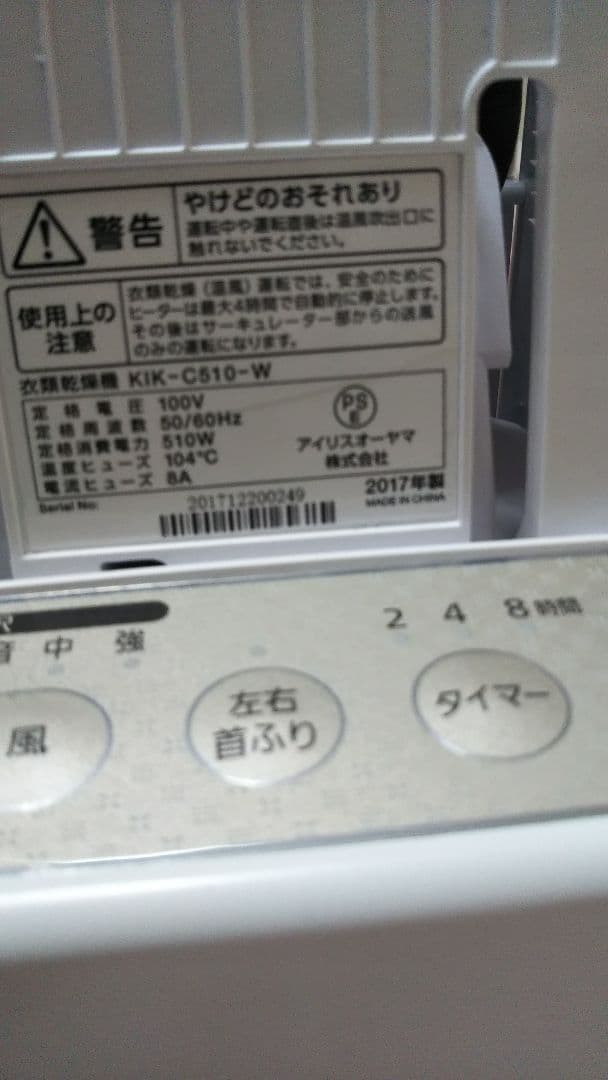 警告
やけどのおそれあり
運転中や運転直後は温風吹出口に
触れないでください。
使用上の
注意
衣類乾燥(温風)運転では、安全のために
ヒーターは最大4時間で自動的に停止します。
その後はサーキュレーター部からの送風
のみの運転になります。
衣類乾燥機 KIK-C510-W
定格電圧 100V
定格周波数 50/60Hz
定格消費電力 510W
温度ヒューズ 104℃
電流ヒューズ 8A
PSE
アイリスオーヤマ
株式会社
Serial No:
201712200249
2017年製
MADE IN CHINA
R
音 中 強
2 4 8時間
風
左右
首ふり
タイマー